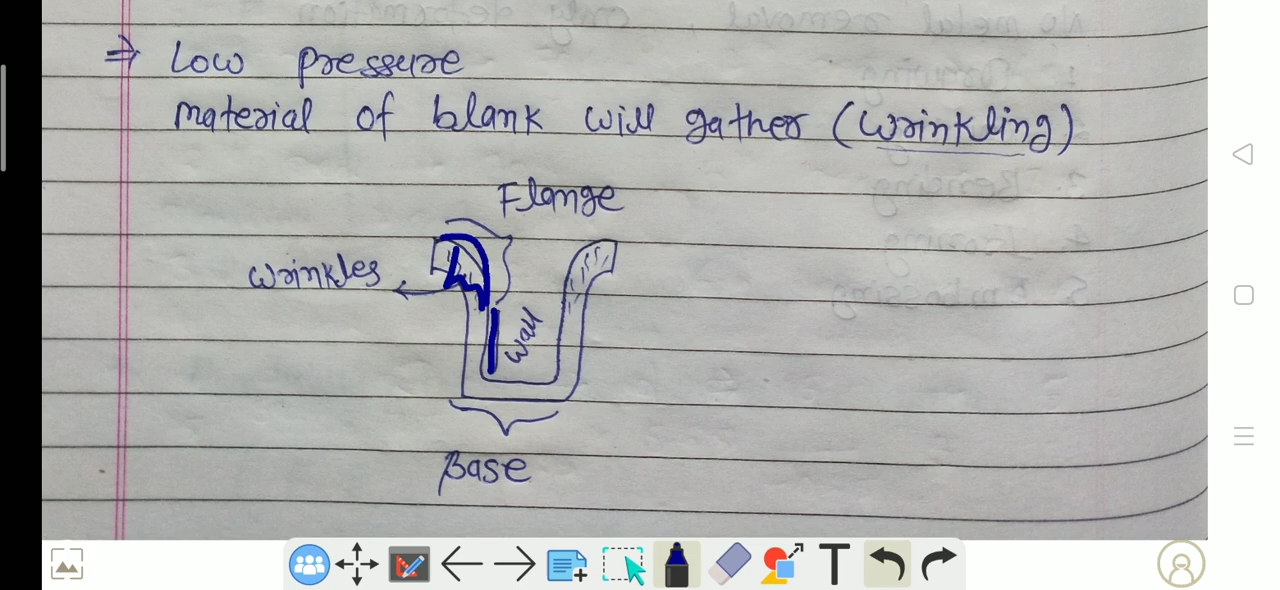 ⇒ Low pressure
material of blank will gather (Wrinkling)
Flange
Wrinkles
Wall
Base